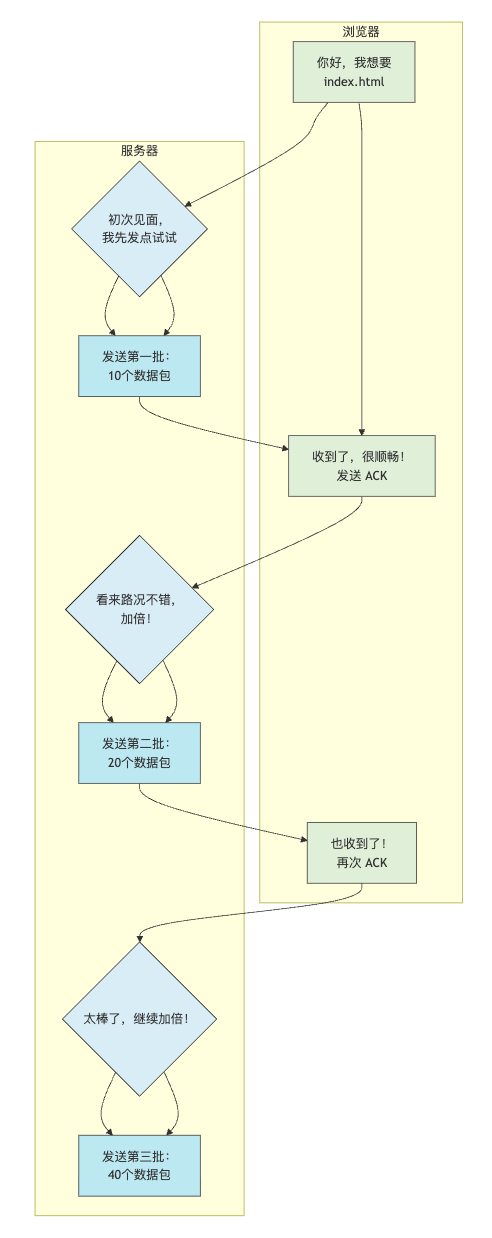 浏览器
你好，我想要
index.html
服务器
初次见面，
我先发点试试
发送第一批：
10个数据包
收到了，很顺畅！
发送 ACK
看来路况不错，
加倍！
发送第二批：
20个数据包
也收到了！
再次 ACK
太棒了，继续加倍！
发送第三批：
40个数据包